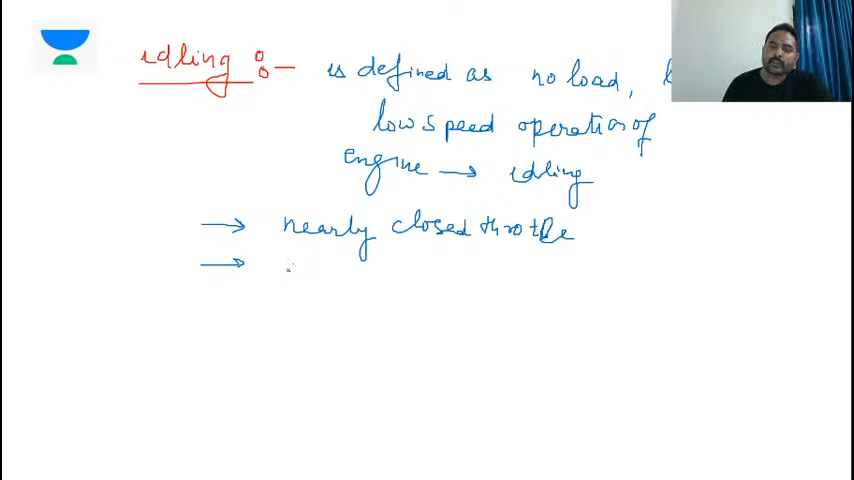 idling :-
is defined as no load,
low speed operation of
engine → idling
→ nearly closed throttle
→